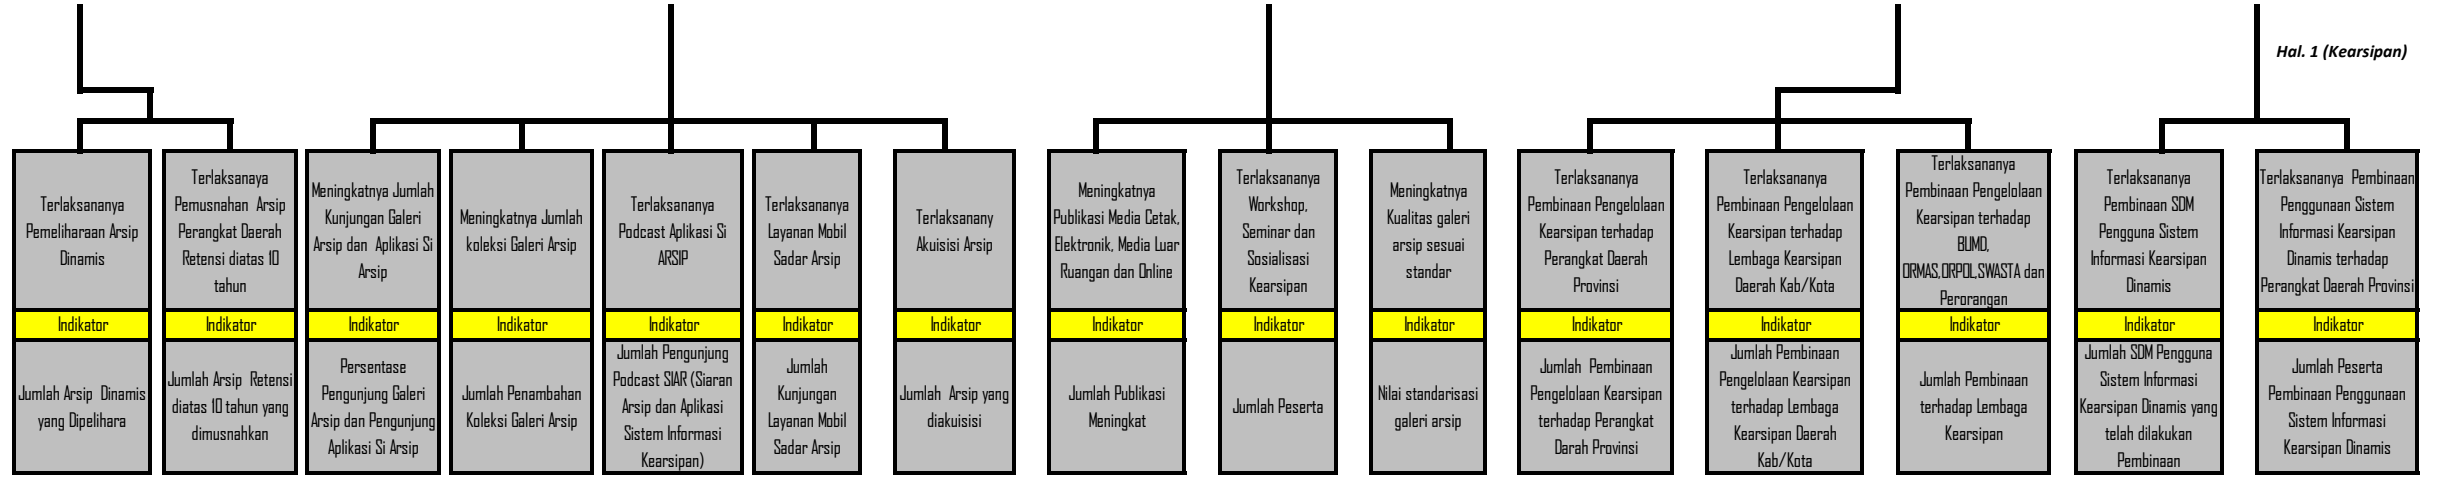 Hal. 1 (Kearsipan)
Terlaksananya
Pemeliharaan Arsip
Dinamis
Indikator
Jumlah Arsip Dinamis
yang Dipelihara
Terlaksanaya
Pemusnahan Arsip
Perangkat Daerah
Retensi diatas 10
tahun
Indikator
Jumlah Arsip Retensi
diatas 10 tahun yang
dimusnahkan
Meningkatnya Jumlah
Kunjungan Galeri
Arsip dan Aplikasi Si
Arsip
Indikator
Persentase
Pengunjung Galeri
Arsip dan Pengunjung
Aplikasi Si Arsip
Meningkatnya Jumlah
koleksi Galeri Arsip
Indikator
Jumlah Penambahan
Koleksi Galeri Arsip
Terlaksananya
Podcast Aplikasi Si
ARSIP
Indikator
Jumlah Pengunjung
Podcast SIAR (Siaran
Arsip dan Aplikasi
Sistem Informasi
Kearsipan)
Terlaksananya
Layanan Mobil
Sadar Arsip
Indikator
Jumlah
Kunjungan
Layanan Mobil
Sadar Arsip
Terlaksanany
Akuisisi Arsip
Indikator
Jumlah Arsip yang
diakuisisi
Meningkatnya
Publikasi Media Cetak,
Elektronik, Media Luar
Ruangan dan Online
Indikator
Jumlah Publikasi
Meningkat
Terlaksananya
Workshop,
Seminar dan
Sosialisasi
Kearsipan
Indikator
Jumlah Peserta
Meningkatnya
Kualitas galeri
arsip sesuai
standar
Indikator
Nilai standarisasi
galeri arsip
Terlaksananya
Pembinaan Pengelolaan
Kearsipan terhadap
Perangkat Daerah
Provinsi
Indikator
Jumlah Pembinaan
Pengelolaan Kearsipan
terhadap Perangkat
Darah Provinsi
Terlaksananya
Pembinaan Pengelolaan
Kearsipan terhadap
Lembaga Kearsipan
Daerah Kab/Kota
Indikator
Jumlah Pembinaan
Pengelolaan Kearsipan
terhadap Lembaga
Kearsipan Daerah
Kab/Kota
Terlaksananya
Pembinaan Pengelolaan
Kearsipan terhadap
BUMD,
ORMAS,ORPOL,SWASTA dan
Perorangan
Indikator
Jumlah Pembinaan
terhadap Lembaga
Kearsipan
Terlaksananya
Pembinaan SDM
Pengguna Sistem
Informasi Kearsipan
Dinamis
Indikator
Jumlah SDM Pengguna
Sistem Informasi
Kearsipan Dinamis yang
telah dilakukan
Pembinaan
Terlaksananya Pembinaan
Penggunaan Sistem
Informasi Kearsipan
Dinamis terhadap
Perangkat Daerah Provinsi
Indikator
Jumlah Peserta
Pembinaan Penggunaan
Sistem Informasi
Kearsipan Dinamis